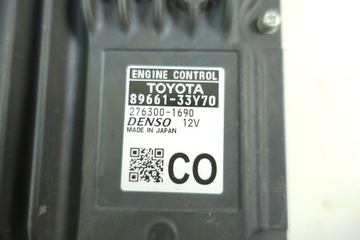 ENGINE CONTROL
TOYOTA
89661-33Y70
276300-1690
DENSO 12V
MADE IN JAPAN
CO